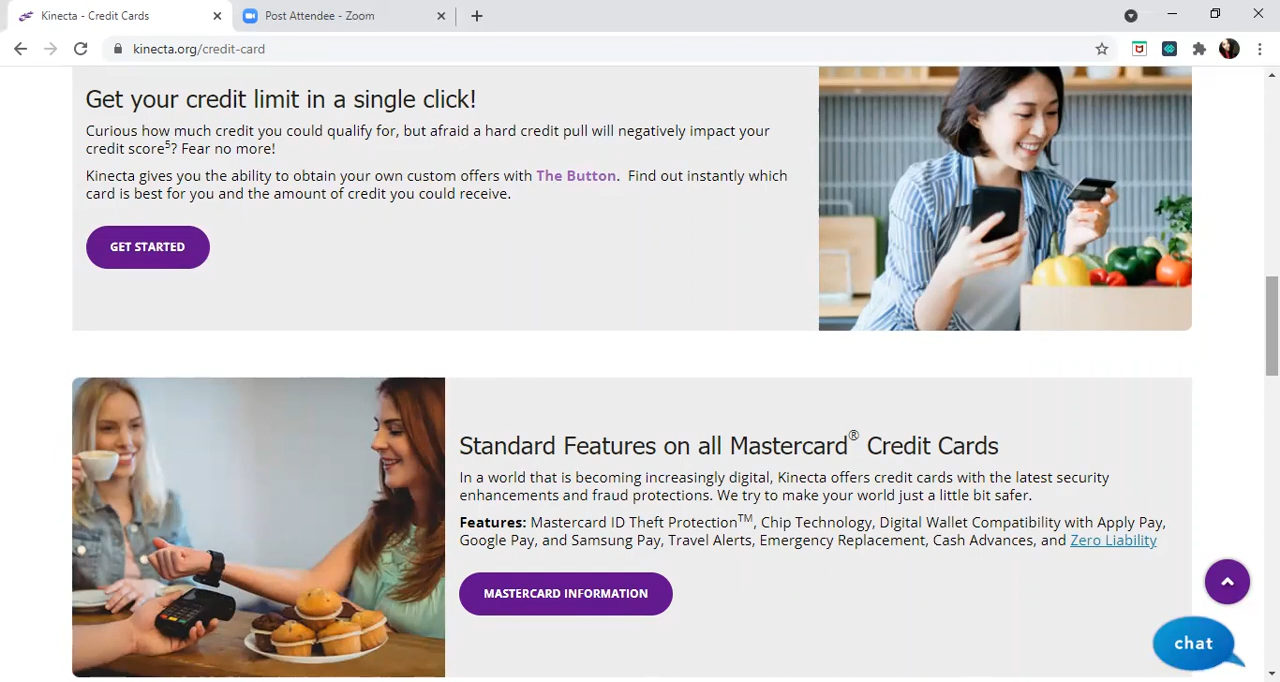 Kinecta - Credit Cards
Post Attendee - Zoom
kinecta.org/credit-card
Get your credit limit in a single click!
Curious how much credit you could qualify for, but afraid a hard credit pull will negatively impact your
credit score5? Fear no more!
Kinecta gives you the ability to obtain your own custom offers with The Button. Find out instantly which
card is best for you and the amount of credit you could receive.
GET STARTED
Standard Features on all Mastercard® Credit Cards
In a world that is becoming increasingly digital, Kinecta offers credit cards with the latest security
enhancements and fraud protections. We try to make your world just a little bit safer.
Features: Mastercard ID Theft Protection™, Chip Technology, Digital Wallet Compatibility with Apply Pay,
Google Pay, and Samsung Pay, Travel Alerts, Emergency Replacement, Cash Advances, and Zero Liability
MASTERCARD INFORMATION
chat